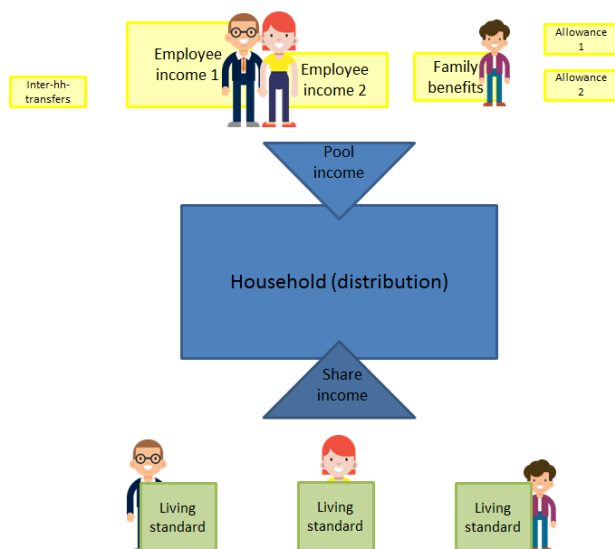 Inter-hh-
transfers
Employee
income 1
Employee
income 2
Family
benefits
Allowance
1
Allowance
2
Pool
income
Household (distribution)
Share
income
Living
standard
Living
standard
Living
standard